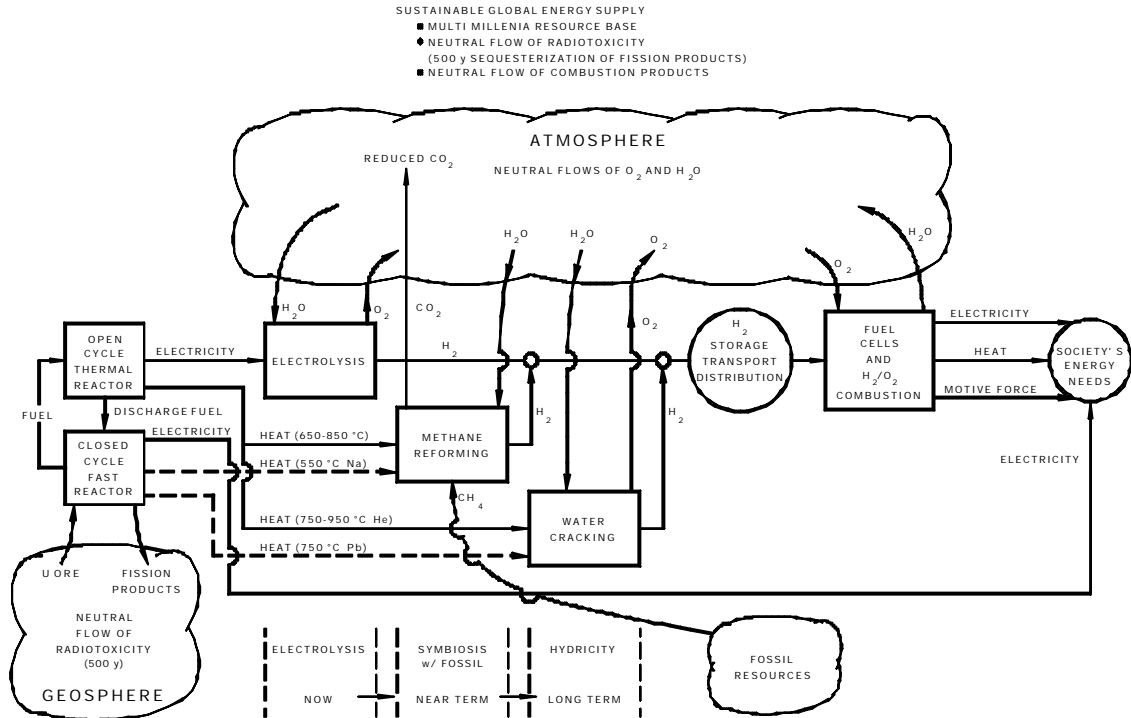 SUSTAINABLE GLOBAL ENERGY SUPPLY
MULTI MILLENIA RESOURCE BASE
NEUTRAL FLOW OF RADIOTOXICITY
(500 y SEQUESTERIZATION OF FISSION PRODUCTS)
NEUTRAL FLOW OF COMBUSTION PRODUCTS
ATMOSPHERE
REDUCED CO2
NEUTRAL FLOWS OF O2 AND H2O
H2O
H2O
O2
H2O
O2
H2O
O2
CO2
O2
OPEN
CYCLE
THERMAL
REACTOR
ELECTRICITY
ELECTROLYSIS
H2
H2
STORAGE
TRANSPORT
DISTRIBUTION
FUEL
CELLS
AND
H2/O2
COMBUSTION
ELECTRICITY
HEAT
MOTIVE FORCE
SOCIETY'S
ENERGY
NEEDS
FUEL
DISCHARGE FUEL
ELECTRICITY
CLOSED
CYCLE
FAST
REACTOR
HEAT (650-850 °C)
HEAT (550 °C Na)
METHANE
REFORMING
H2
H2
ELECTRICITY
CH4
HEAT (750-950 °C He)
HEAT (750 °C Pb)
WATER
CRACKING
U ORE
FISSION
PRODUCTS
NEUTRAL
FLOW OF
RADIOTOXICITY
(500 y)
GEOSPHERE
ELECTROLYSIS
NOW
SYMBIOSIS
w/ FOSSIL
NEAR TERM
HYDRICITY
LONG TERM
FOSSIL
RESOURCES